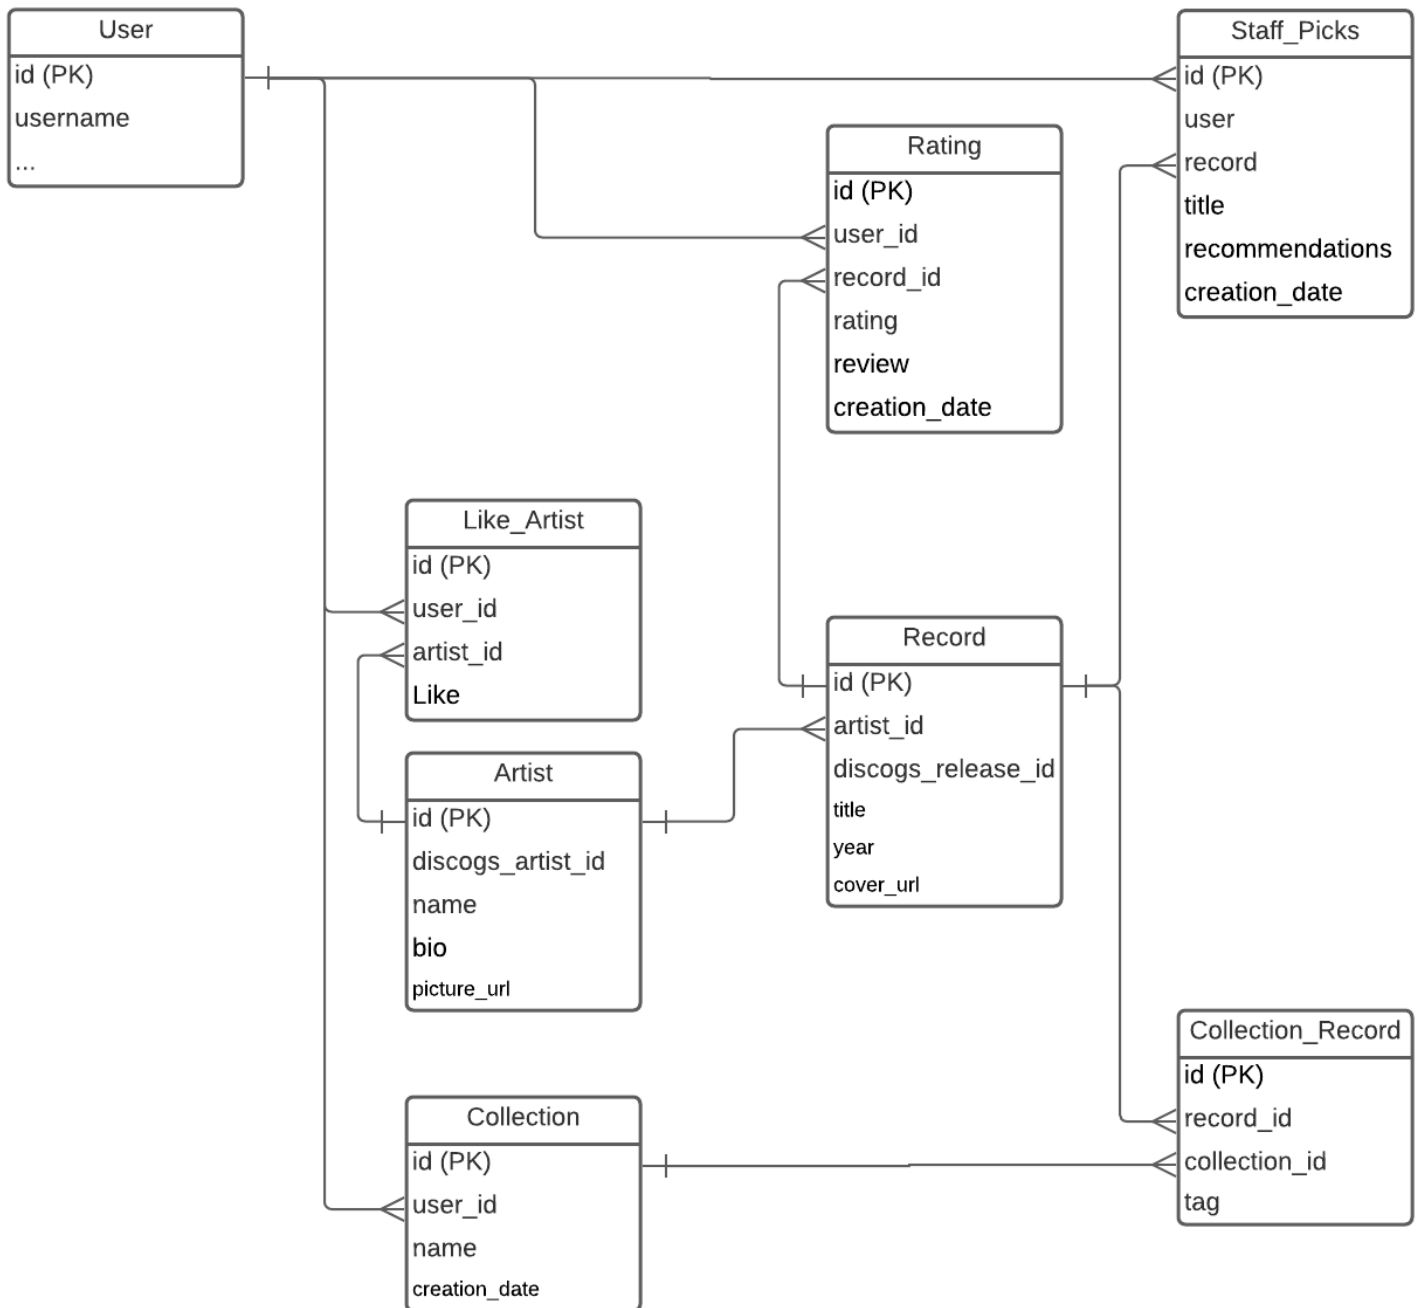 User
id (PK)
username
...
Staff_Picks
id (PK)
user
record
title
recommendations
creation_date
Rating
id (PK)
user_id
record_id
rating
review
creation_date
Like_Artist
id (PK)
user_id
artist_id
Like
Record
id (PK)
artist_id
discogs_release_id
title
year
cover_url
Artist
id (PK)
discogs_artist_id
name
bio
picture_url
Collection_Record
id (PK)
record_id
collection_id
tag
Collection
id (PK)
user_id
name
creation_date